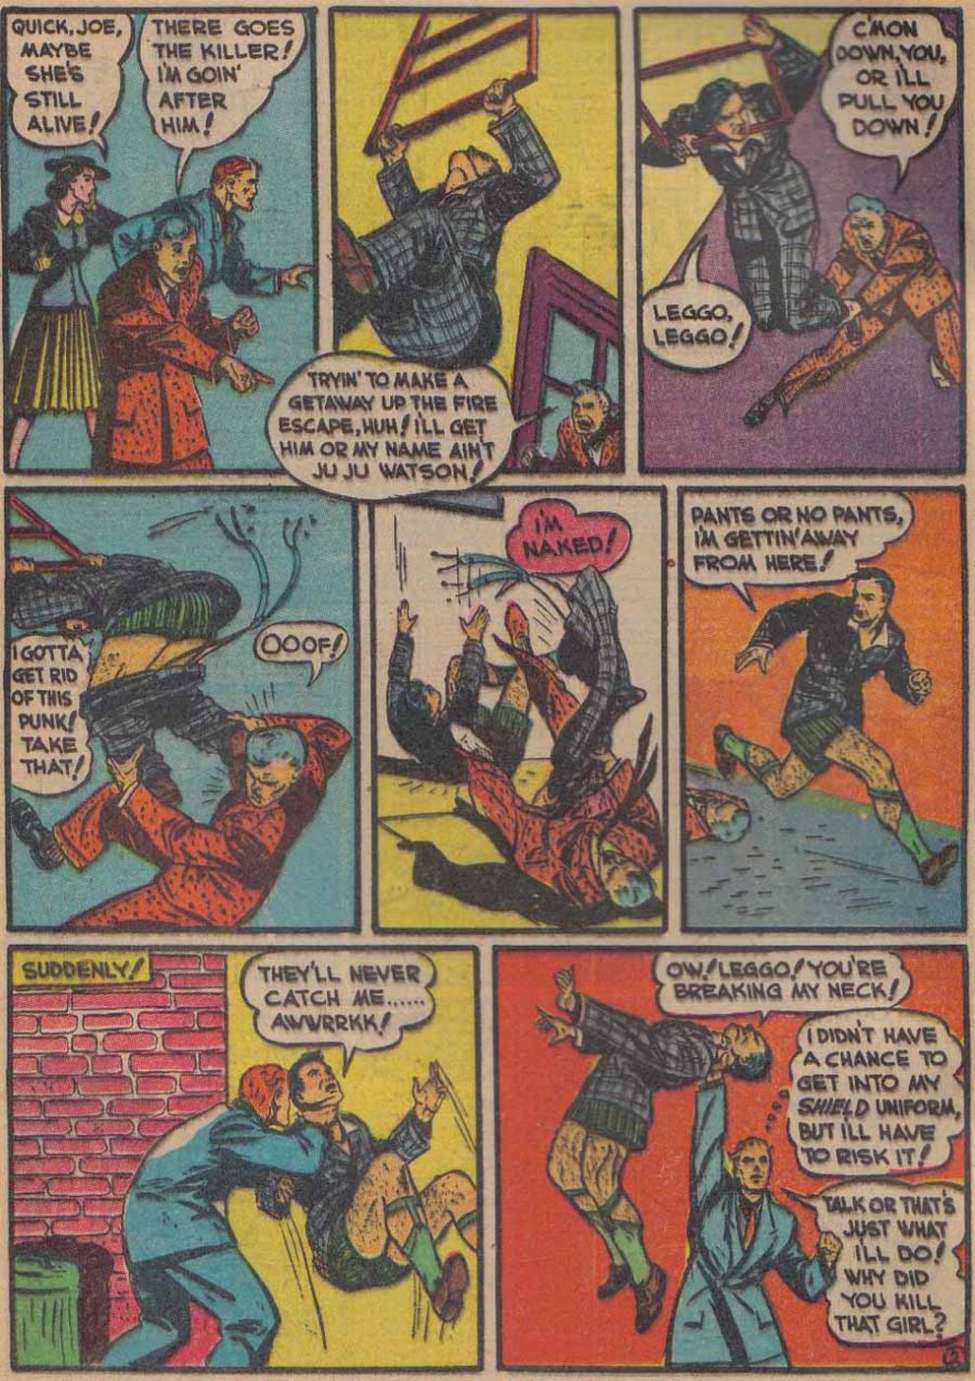 QUICK, JOE,
MAYBE
SHE'S
STILL
ALIVE!
THERE GOES
THE KILLER!
I'M GOIN'
AFTER
HIM!
TRYIN' TO MAKE A
GETAWAY UP THE FIRE
ESCAPE, HUH! I'LL GET
HIM OR MY NAME AIN'T
JU JU WATSON!
C'MON
DOWN, YOU,
OR I'LL
PULL YOU
DOWN!
LEGGO,
LEGGO!
I GOTTA
GET RID
OF THIS
PUNK!
TAKE
THAT!
OOOF!
I'M
NAKED!
PANTS OR NO PANTS,
I'M GETTIN' AWAY
FROM HERE!
SUDDENLY!
THEY'LL NEVER
CATCH ME......
AWWRRKK!
OW! LEGGO! YOU'RE
BREAKING MY NECK!
I DIDN'T HAVE
A CHANCE TO
GET INTO MY
SHIELD UNIFORM,
BUT ILL HAVE
TO RISK IT!
TALK OR THAT'S
JUST WHAT
I'LL DO!
WHY DID
YOU KILL
THAT GIRL?
2